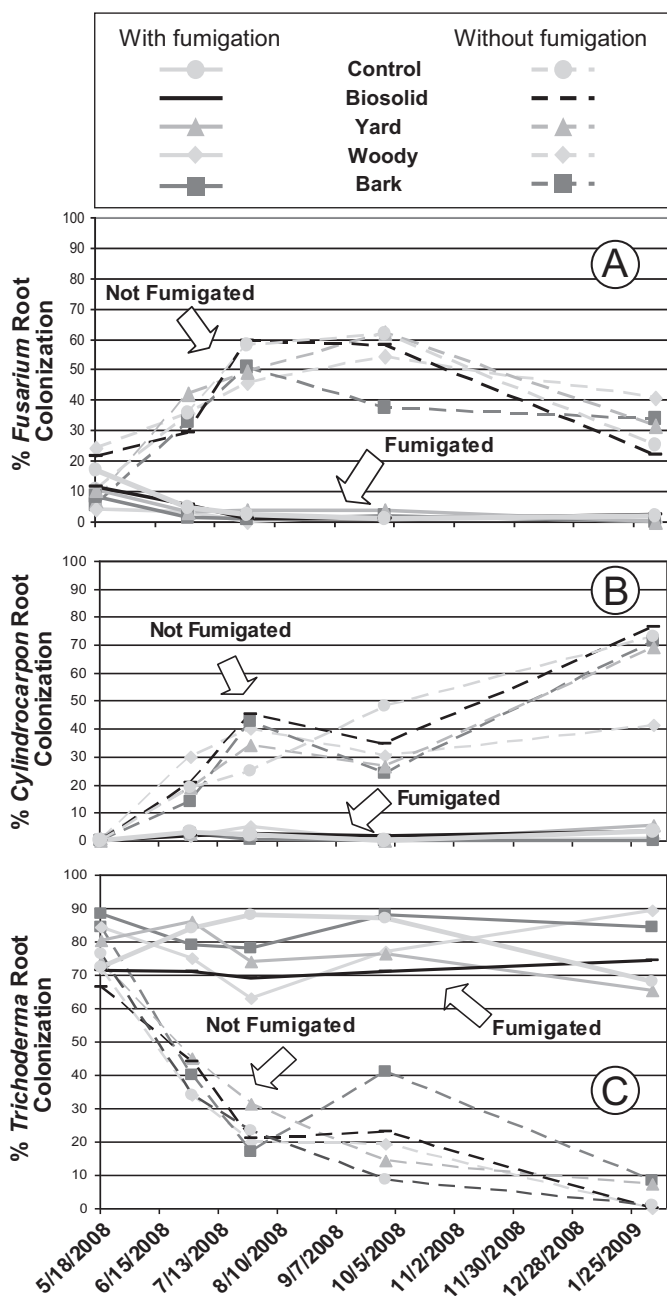 With fumigation Without fumigation
Control
Biosolid
Yard
Woody
Bark
% Fusarium Root
Colonization
100
90
80
70
60
50
40
30
20
10
0
A
Not Fumigated
Fumigated
% Cylindrocarpon Root
Colonization
100
90
80
70
60
50
40
30
20
10
0
B
Not Fumigated
Fumigated
% Trichoderma Root
Colonization
100
90
80
70
60
50
40
30
20
10
0
Not Fumigated
Fumigated
C
5/18/2008
6/15/2008
7/13/2008
8/10/2008
9/7/2008
10/5/2008
11/2/2008
11/30/2008
12/28/2008
1/25/2009